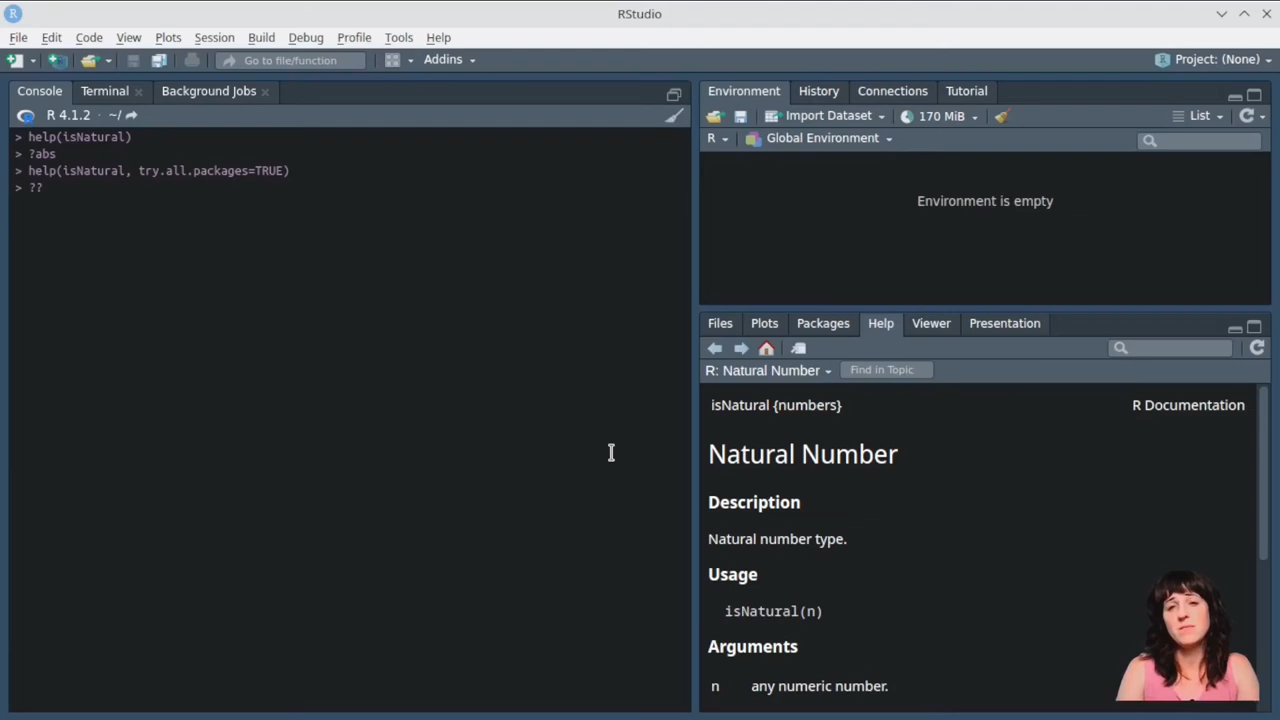 RStudio
File Edit Code View Plots Session Build Debug Profile Tools Help
Go to file/function
Addins
Project: (None)
Console Terminal Background Jobs
R 4.1.2 · ~/
> help(isNatural)
> ?abs
> help(isNatural, try.all.packages=TRUE)
> ??
Environment History Connections Tutorial
Import Dataset 170 MiB List
R Global Environment
Environment is empty
Files Plots Packages Help Viewer Presentation
R: Natural Number Find in Topic
isNatural {numbers} R Documentation
Natural Number
Description
Natural number type.
Usage
isNatural(n)
Arguments
n any numeric number.